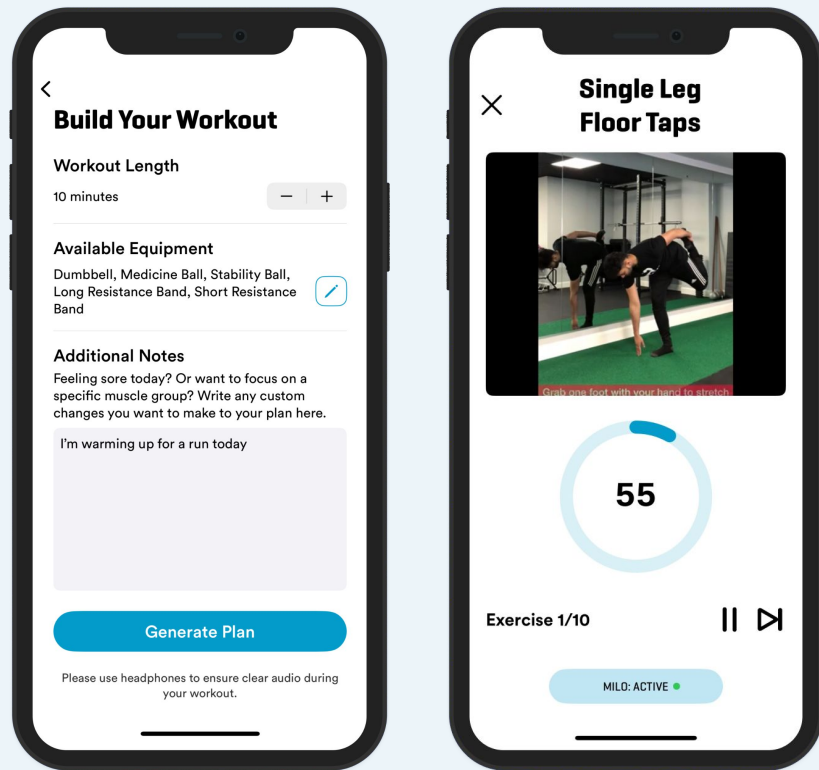 Build Your Workout
Workout Length
10 minutes
− +
Available Equipment
Dumbbell, Medicine Ball, Stability Ball,
Long Resistance Band, Short Resistance
Band
Additional Notes
Feeling sore today? Or want to focus on a
specific muscle group? Write any custom
changes you want to make to your plan here.
I'm warming up for a run today
Generate Plan
Please use headphones to ensure clear audio during
your workout.
Single Leg
Floor Taps
Grab one foot with your hand to stretch
55
Exercise 1/10
MILO: ACTIVE